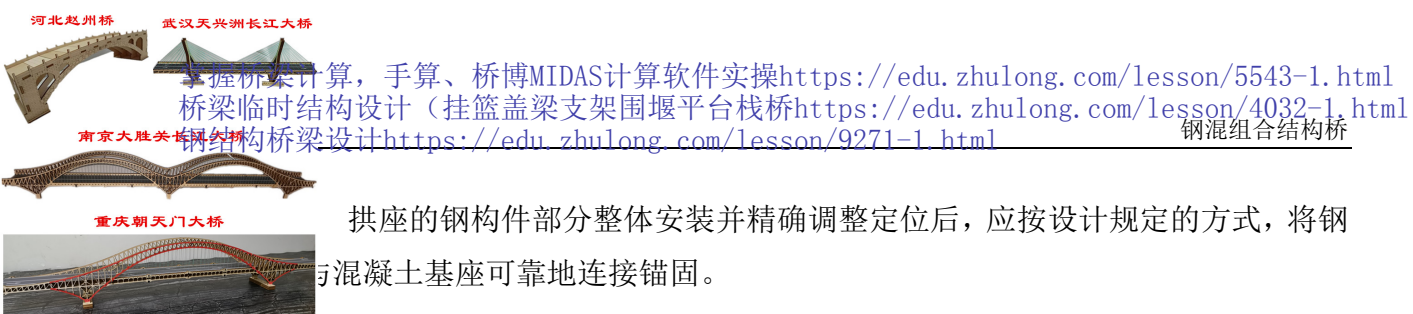 河北赵州桥
武汉天兴洲长江大桥
掌握桥梁计算，手算、桥博MIDAS计算软件实操https://edu.zhulong.com/lesson/5543-1.html
桥梁临时结构设计（挂篮盖梁支架围堰平台栈桥https://edu.zhulong.com/lesson/4032-1.html
南京大胜关长江大桥
钢结构桥梁设计https://edu.zhulong.com/lesson/9271-1.html
钢混组合结构桥
重庆朝天门大桥
拱座的钢构件部分整体安装并精确调整定位后，应按设计规定的方式，将钢
与混凝土基座可靠地连接锚固。